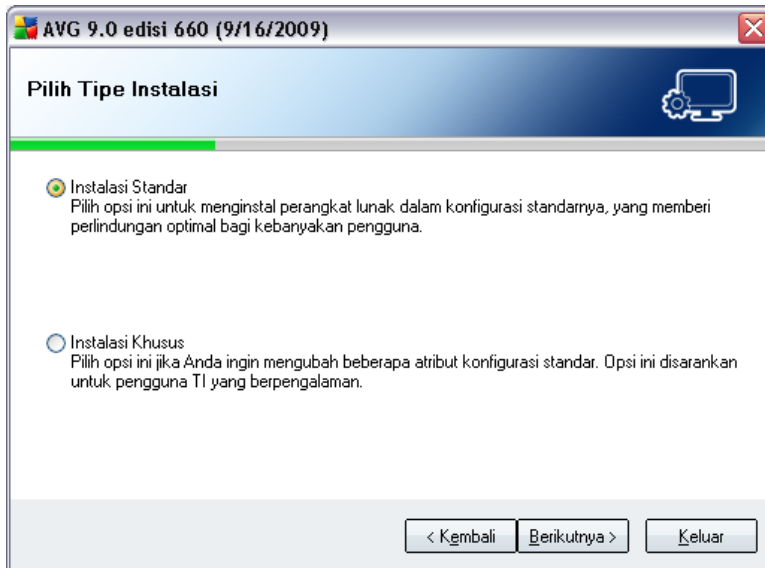 AVG 9.0 edisi 660 (9/16/2009)
Pilih Tipe Instalasi
Instalasi Standar
Pilih opsi ini untuk menginstal perangkat lunak dalam konfigurasi standarnya, yang memberi
perlindungan optimal bagi kebanyakan pengguna.
Instalasi Khusus
Pilih opsi ini jika Anda ingin mengubah beberapa atribut konfigurasi standar. Opsi ini disarankan
untuk pengguna TI yang berpengalaman.
< Kembali Berikutnya > Keluar